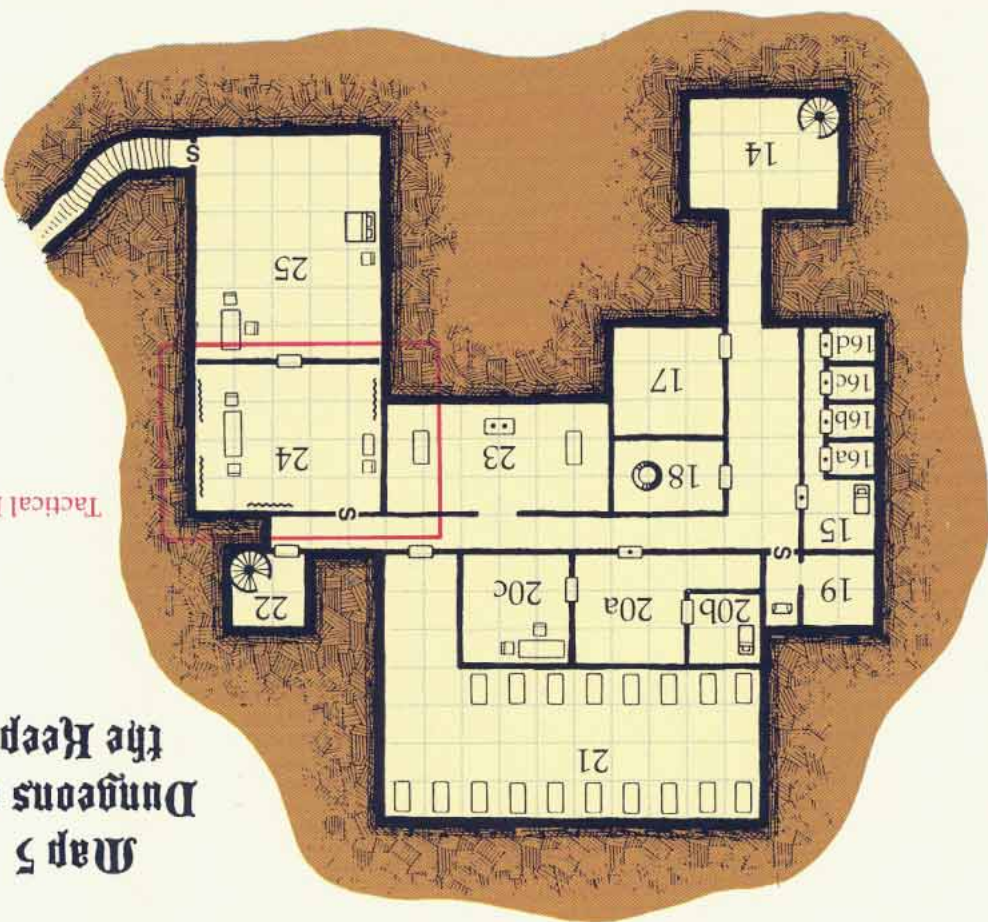 Map 5
Dungeons
the Keep
21
19
20b
20a
20c
22
15
Tactical
16a
18
23
24
16b
16c
17
16d
25
14
S
S
S